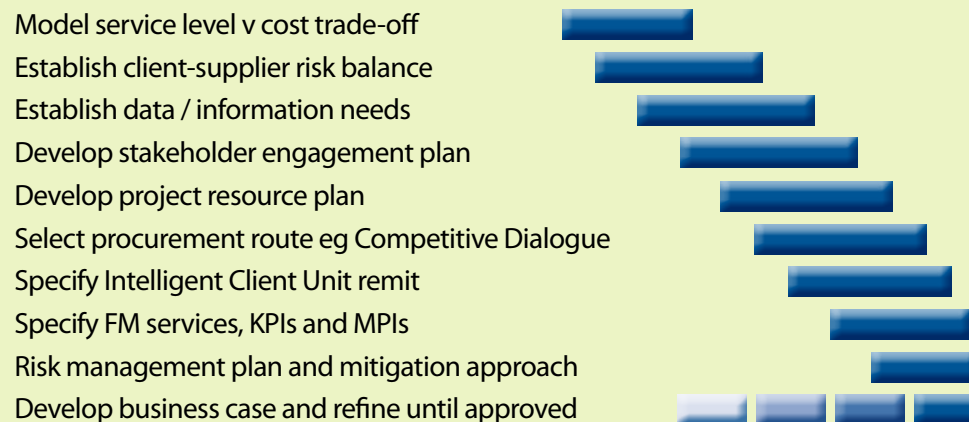 Model service level v cost trade-off
Establish client-supplier risk balance
Establish data / information needs
Develop stakeholder engagement plan
Develop project resource plan
Select procurement route eg Competitive Dialogue
Specify Intelligent Client Unit remit
Specify FM services, KPIs and MPIs
Risk management plan and mitigation approach
Develop business case and refine until approved